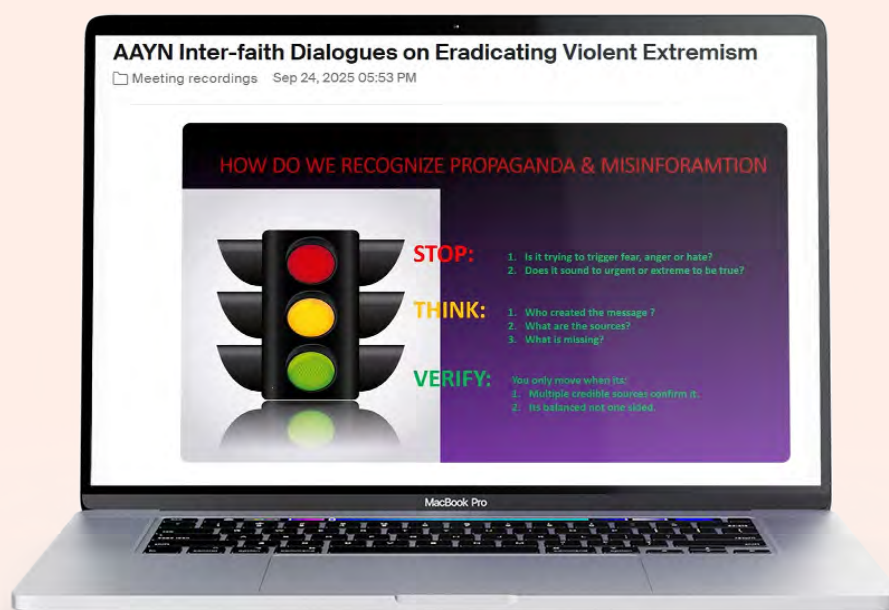 AAYN Inter-faith Dialogues on Eradicating Violent Extremism
Meeting recordings Sep 24, 2025 05:53 PM
HOW DO WE RECOGNIZE PROPAGANDA & MISINFORAMTION
STOP:
1. Is it trying to trigger fear, anger or hate?
2. Does it sound to urgent or extreme to be true?
THINK:
1. Who created the message ?
2. What are the sources?
3. What is missing?
VERIFY:
You only move when its:
1. Multiple credible sources confirm it.
2. Its balanced not one sided.
MacBook Pro